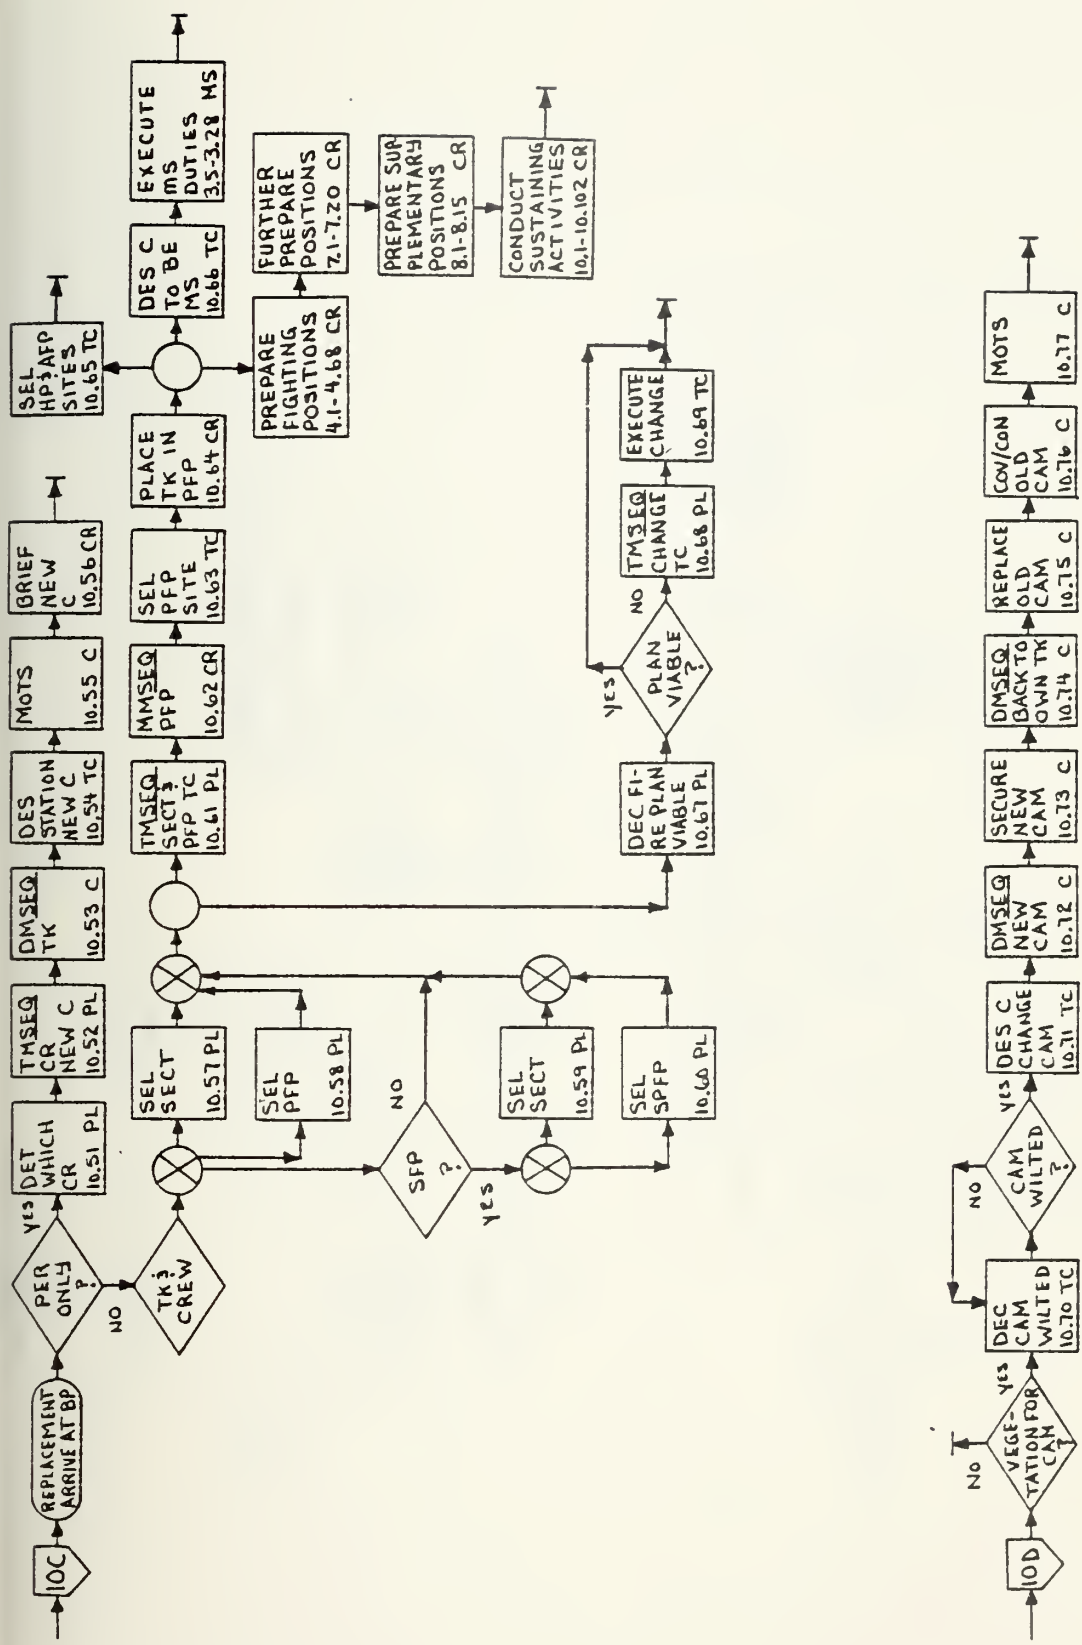 10C
REPLACEMENT
ARRIVE AT BP
PER
ONLY
?
YES
NO
DET
WHICH
CR
10.51 PL
TMSEQ
CR
NEW C
10.52 PL
DMSEQ
TK
10.53 C
DES
STATION
NEW C
10.54 TC
MOTS
10.55 C
BRIEF
NEW
C
10.56 CR
TK &
CREW
SEL
SECT
10.57 PL
SEL
PFP
10.58 PL
SFP
?
NO
YES
SEL
SECT
10.59 PL
SEL
SPFP
10.60 PL
TMSEQ
SECT &
PFP TC
10.61 PL
MMSEQ
PFP
10.62 CR
SEL
PFP
SITE
10.63 TC
PLACE
TK IN
PFP
10.64 CR
SEL
HP & AFP
SITES
10.65 TC
DES C
TO BE
MS
10.66 TC
EXECUTE
MS
DUTIES
3.5-3.28 MS
PREPARE
FIGHTING
POSITIONS
4.1-4.68 CR
FURTHER
PREPARE
POSITIONS
7.1-7.20 CR
PREPARE SUP-
PLEMENTARY
POSITIONS
8.1-8.15 CR
CONDUCT
SUSTAINING
ACTIVITIES
10.1-10.102 CR
DEC FI-
RE PLAN
VIABLE
10.67 PL
PLAN
VIABLE
?
YES
NO
TMSEQ
CHANGE
TC
10.68 PL
EXECUTE
CHANGE
10.69 TC
10D
VEGE-
TATION FOR
CAM
?
NO
YES
DEC
CAM
WILTED
10.70 TC
CAM
WILTED
?
NO
YES
DES C
CHANGE
CAM
10.71 TC
DMSEQ
NEW
CAM
10.72 C
SECURE
NEW
CAM
10.73 C
DMSEQ
BACK TO
OWN TK
10.74 C
REPLACE
OLD
CAM
10.75 C
COV/CON
OLD
CAM
10.76 C
MOTS
10.77 C